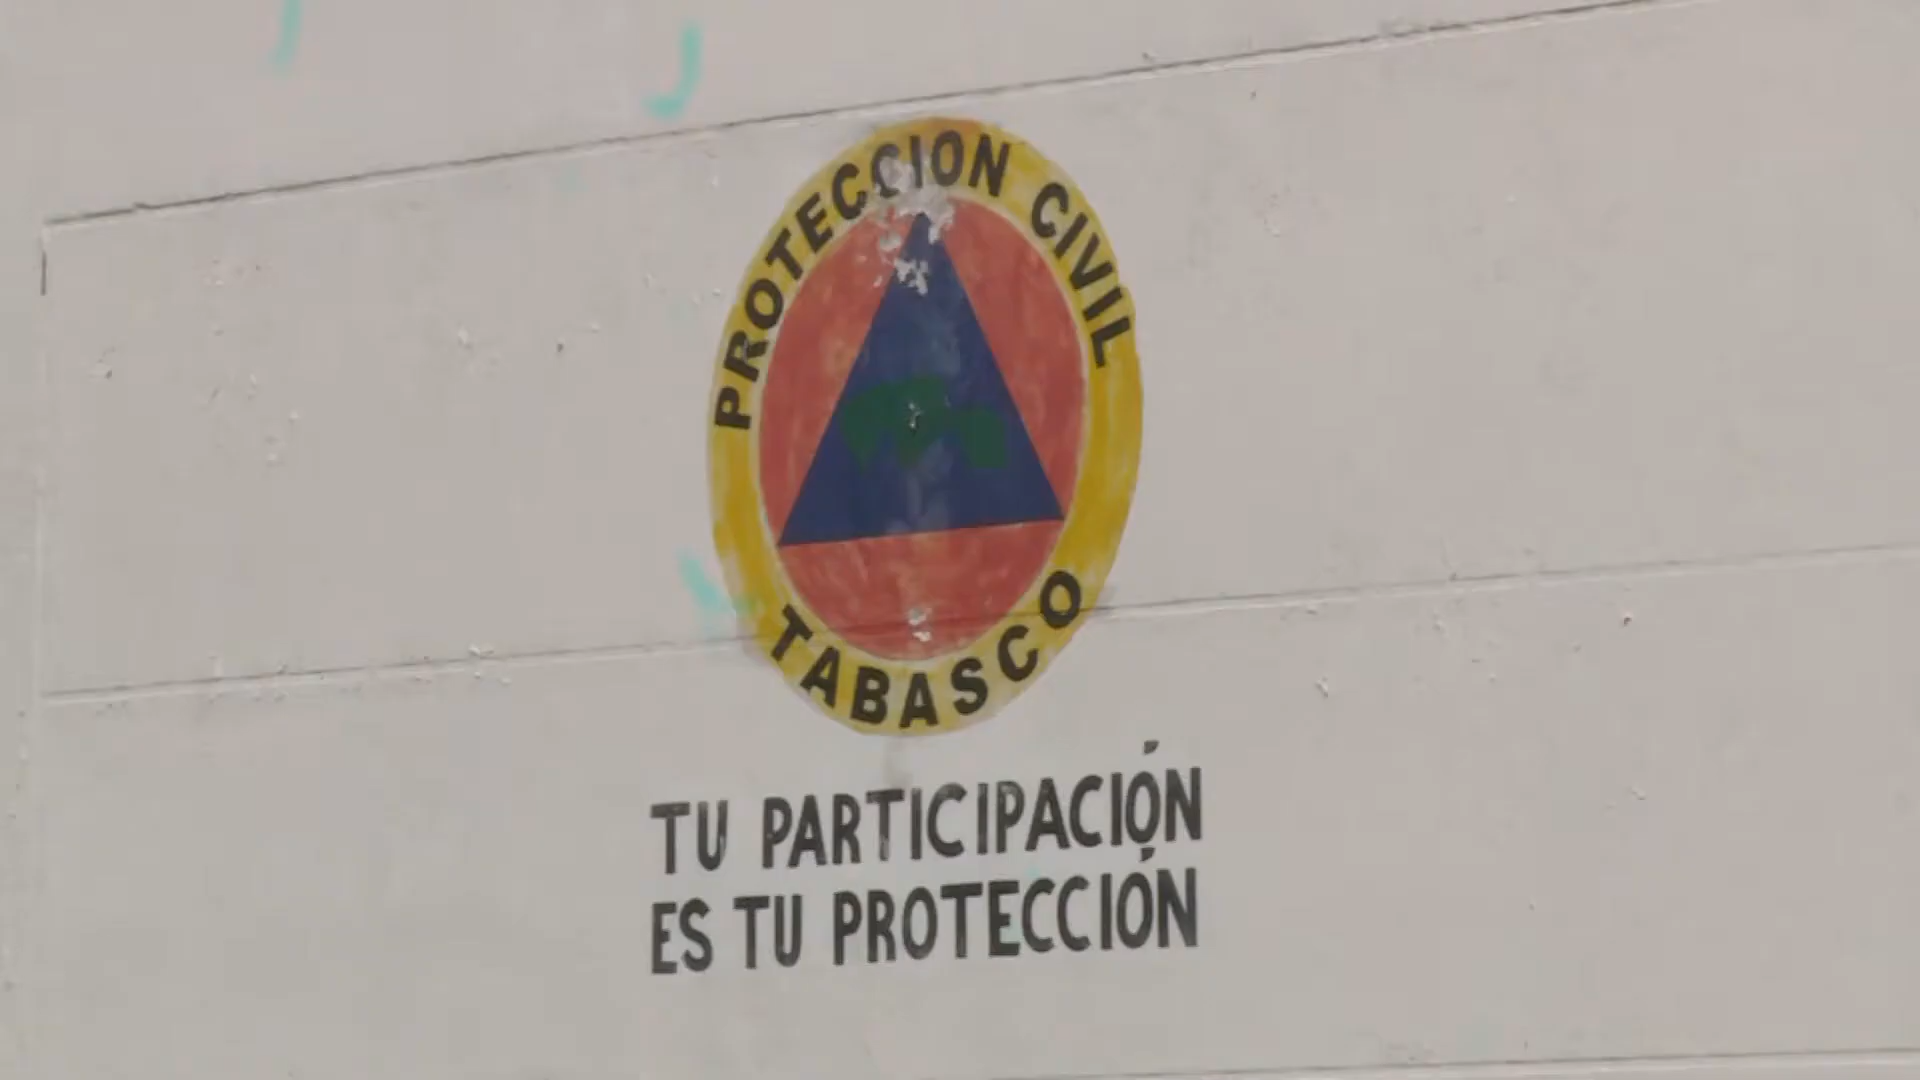 PROTECCION CIVIL
TABASCO
TU PARTICIPACIÓN
ES TU PROTECCIÓN